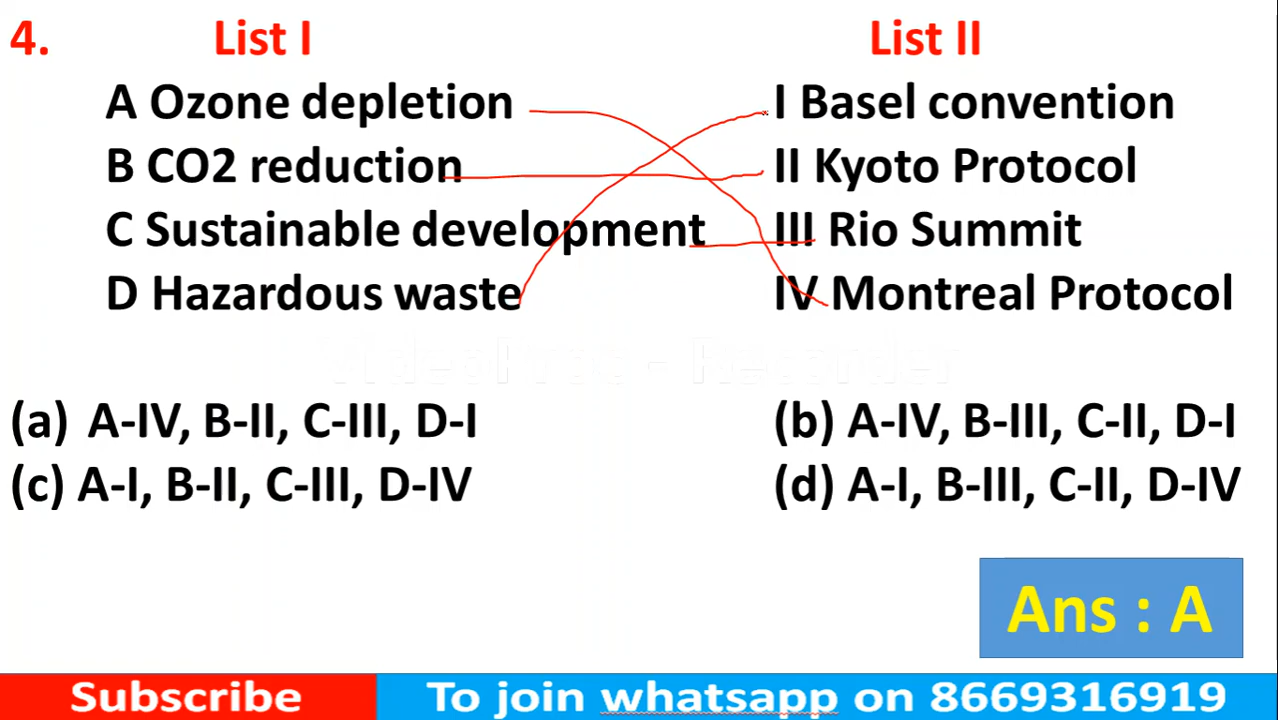 4. List I List II
A Ozone depletion I Basel convention
B CO2 reduction II Kyoto Protocol
C Sustainable development III Rio Summit
D Hazardous waste IV Montreal Protocol
VideoProc - Recorder
(a) A-IV, B-II, C-III, D-I (b) A-IV, B-III, C-II, D-I
(c) A-I, B-II, C-III, D-IV (d) A-I, B-III, C-II, D-IV
Ans : A
Subscribe To join whatsapp on 8669316919